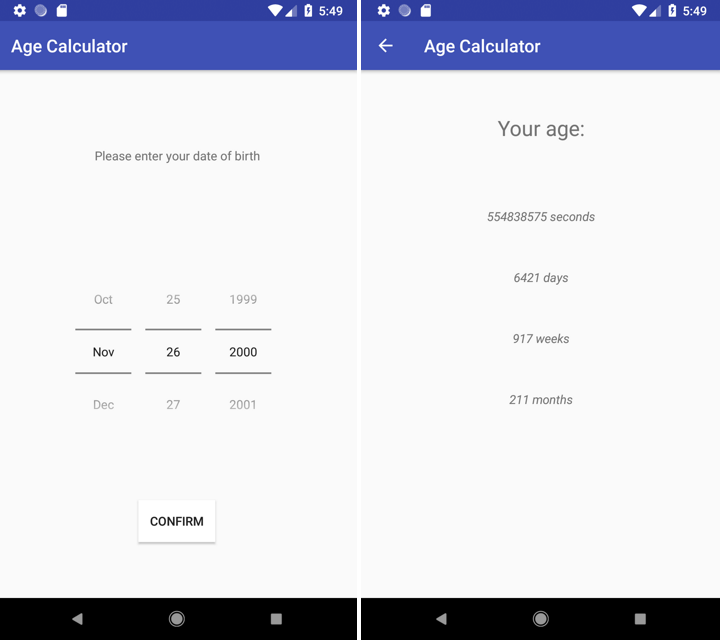 5:49
Age Calculator
Please enter your date of birth
Oct 25 1999
Nov 26 2000
Dec 27 2001
CONFIRM
5:49
Age Calculator
Your age:
554838575 seconds
6421 days
917 weeks
211 months